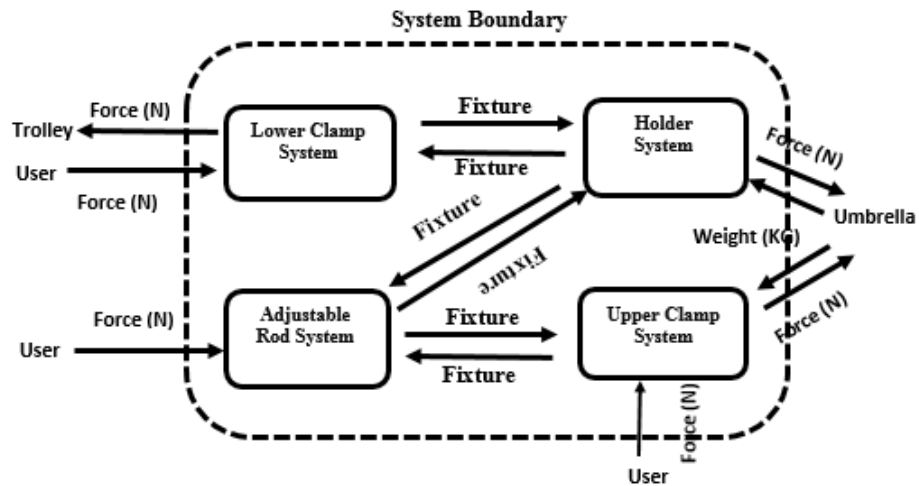 System Boundary
Force (N)
Trolley
User
Force (N)
Lower Clamp
System
Fixture
Fixture
Holder
System
Force (N)
Umbrella
Weight (KG)
Fixture
Fixture
Force (N)
User
Adjustable
Rod System
Fixture
Fixture
Upper Clamp
System
Force (N)
Force (N)
User